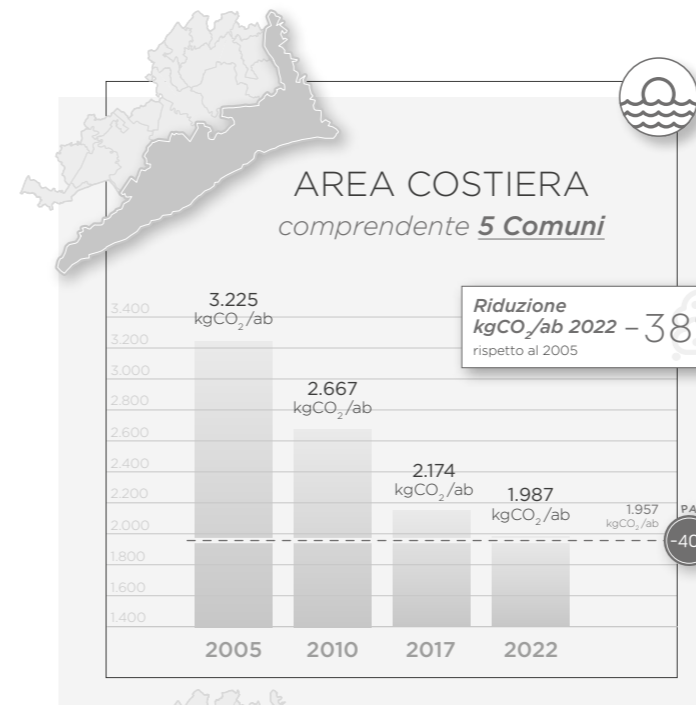 AREA COSTIERA
comprendente 5 Comuni
Riduzione
kgCO₂/ab 2022 –38
rispetto al 2005
3.400
3.200
3.000
2.800
2.600
2.400
2.200
2.000
1.800
1.600
1.400
3.225
kgCO₂/ab
2.667
kgCO₂/ab
2.174
kgCO₂/ab
1.987
kgCO₂/ab
1.957
kgCO₂/ab
PA
-40
2005 2010 2017 2022